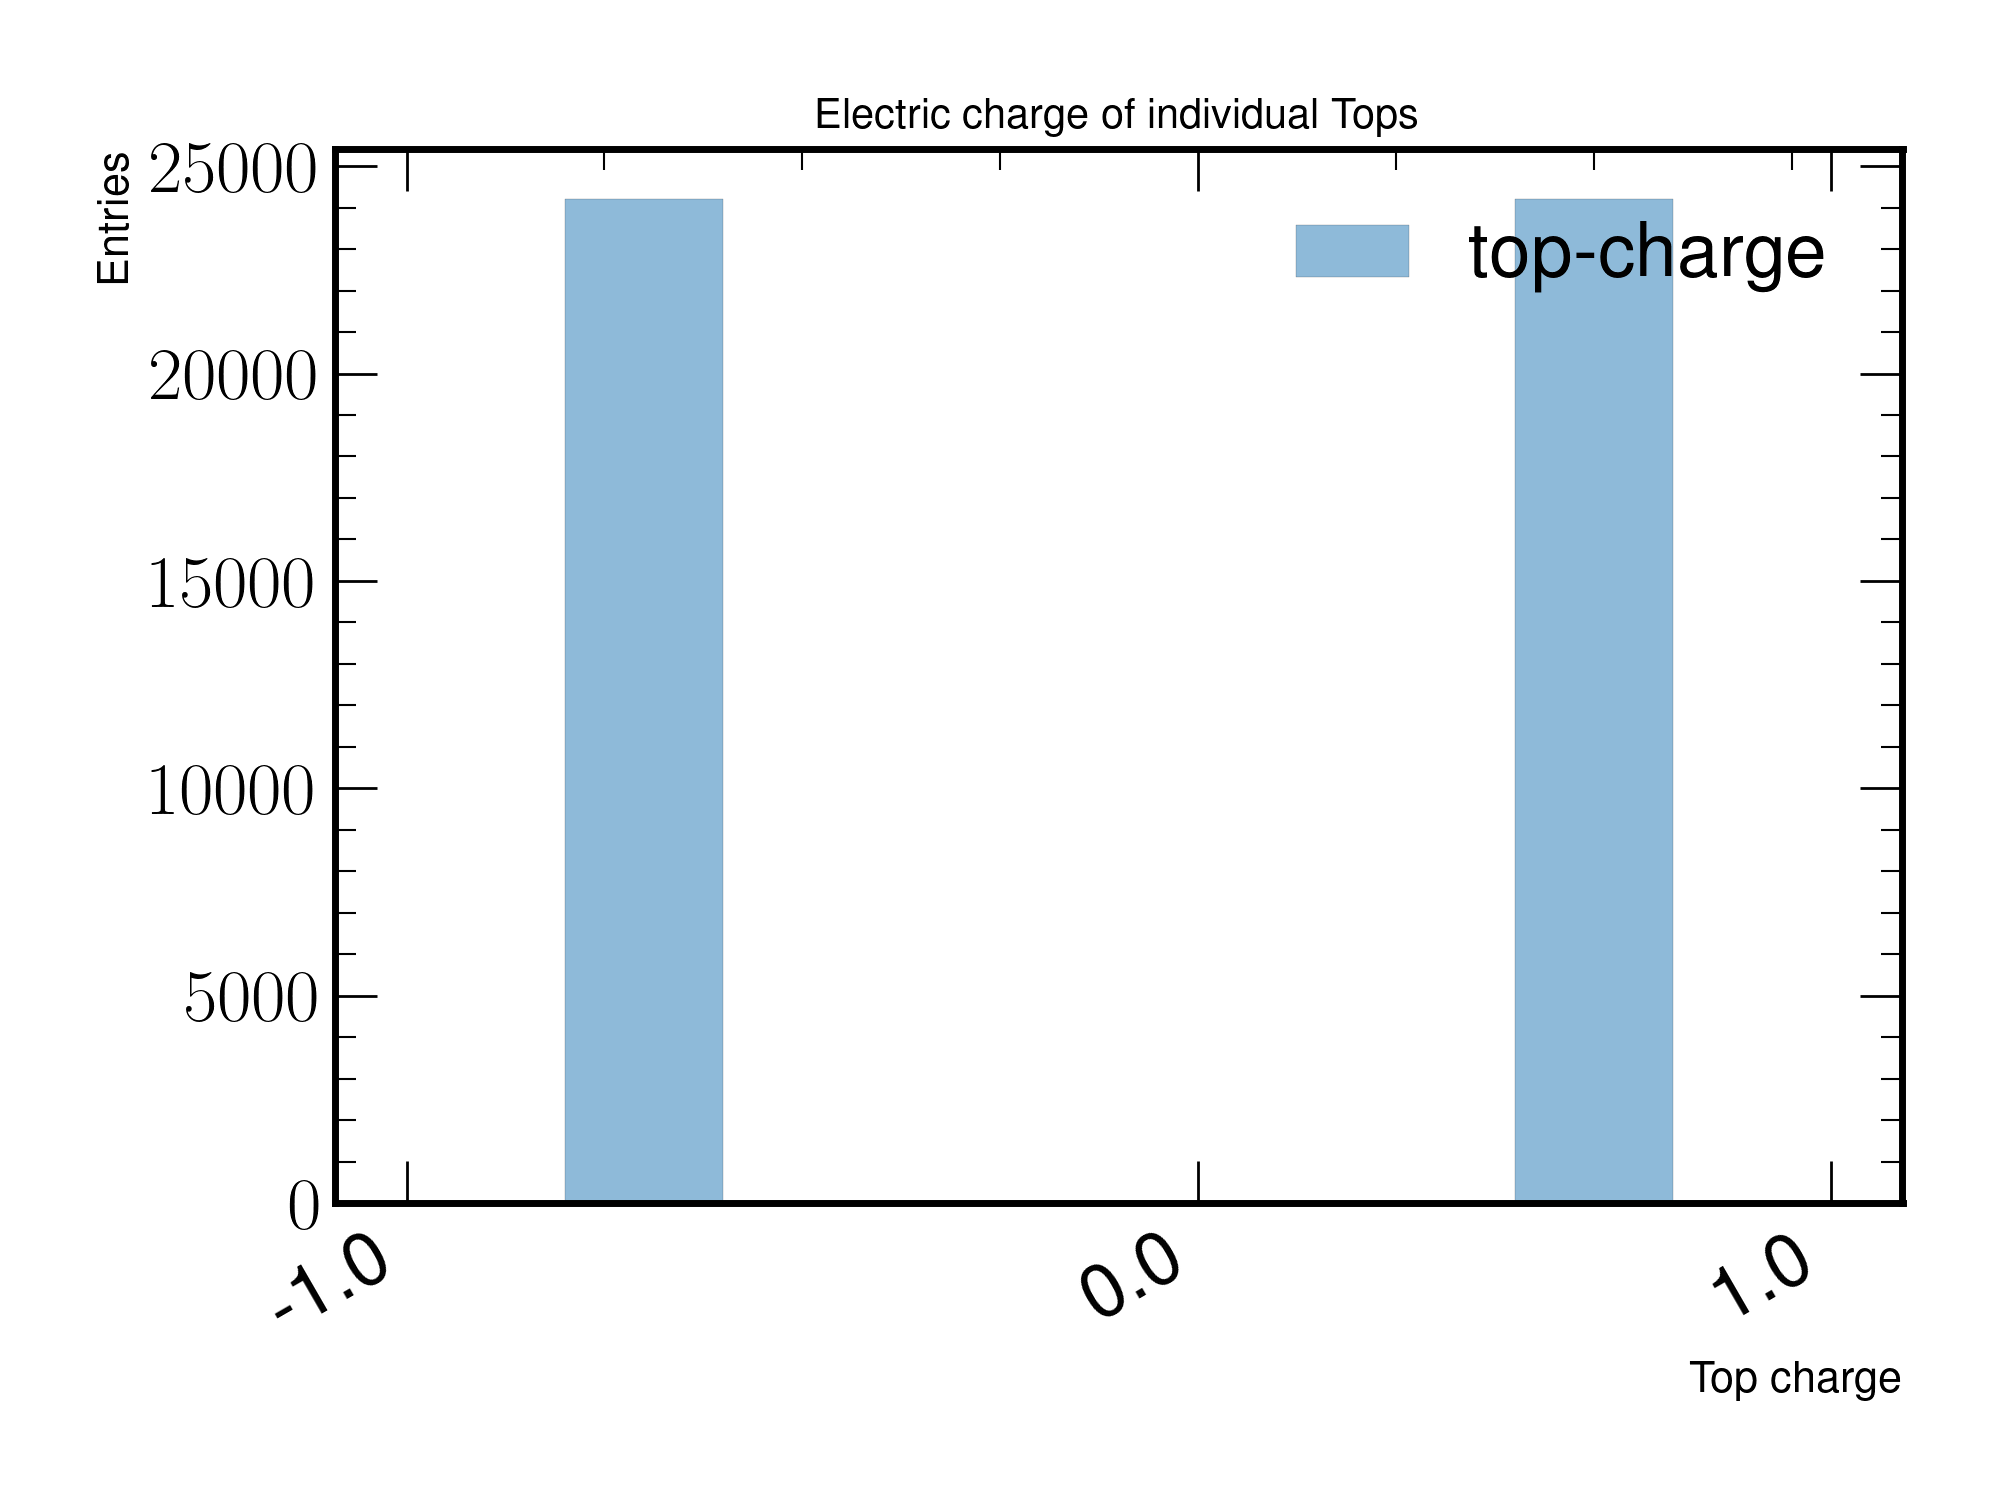 Electric charge of individual Tops
Entries
25000
20000
15000
10000
5000
0
top-charge
-1.0
0.0
1.0
Top charge